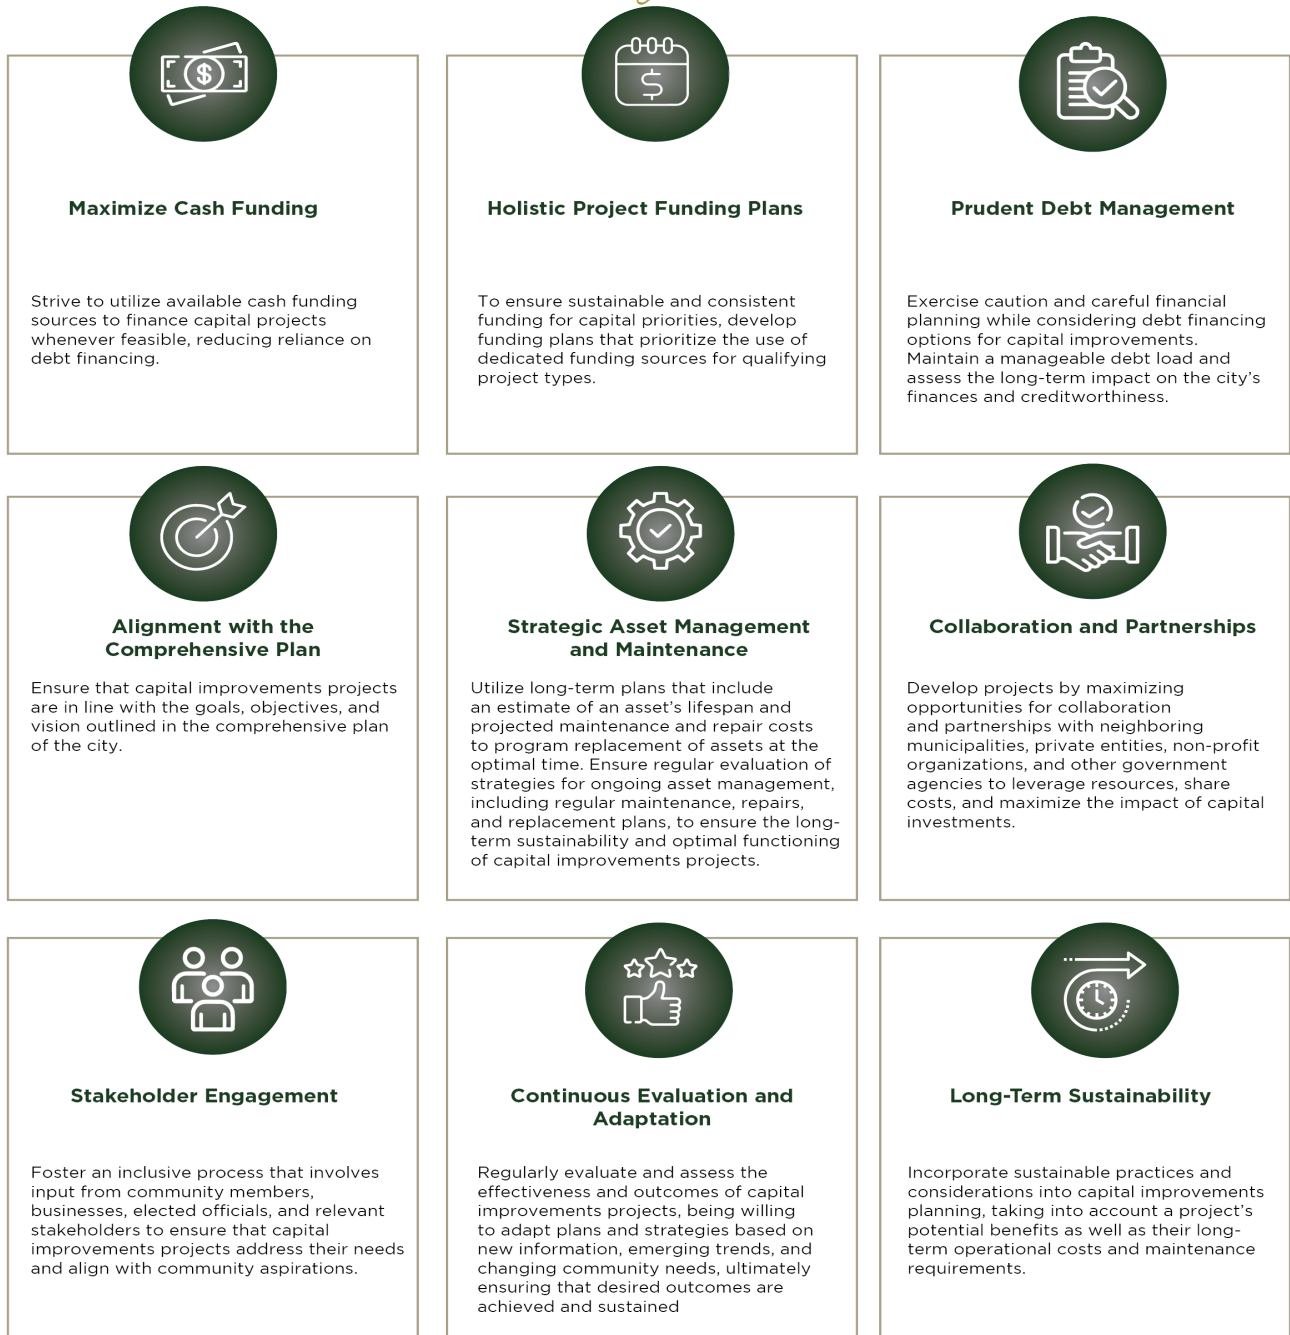 Maximize Cash Funding
Strive to utilize available cash funding
sources to finance capital projects
whenever feasible, reducing reliance on
debt financing.
Holistic Project Funding Plans
To ensure sustainable and consistent
funding for capital priorities, develop
funding plans that prioritize the use of
dedicated funding sources for qualifying
project types.
Prudent Debt Management
Exercise caution and careful financial
planning while considering debt financing
options for capital improvements.
Maintain a manageable debt load and
assess the long-term impact on the city’s
finances and creditworthiness.
Alignment with the
Comprehensive Plan
Ensure that capital improvements projects
are in line with the goals, objectives, and
vision outlined in the comprehensive plan
of the city.
Strategic Asset Management
and Maintenance
Utilize long-term plans that include
an estimate of an asset’s lifespan and
projected maintenance and repair costs
to program replacement of assets at the
optimal time. Ensure regular evaluation of
strategies for ongoing asset management,
including regular maintenance, repairs,
and replacement plans, to ensure the long-
term sustainability and optimal functioning
of capital improvements projects.
Collaboration and Partnerships
Develop projects by maximizing
opportunities for collaboration
and partnerships with neighboring
municipalities, private entities, non-profit
organizations, and other government
agencies to leverage resources, share
costs, and maximize the impact of capital
investments.
Stakeholder Engagement
Foster an inclusive process that involves
input from community members,
businesses, elected officials, and relevant
stakeholders to ensure that capital
improvements projects address their needs
and align with community aspirations.
Continuous Evaluation and
Adaptation
Regularly evaluate and assess the
effectiveness and outcomes of capital
improvements projects, being willing
to adapt plans and strategies based on
new information, emerging trends, and
changing community needs, ultimately
ensuring that desired outcomes are
achieved and sustained
Long-Term Sustainability
Incorporate sustainable practices and
considerations into capital improvements
planning, taking into account a project’s
potential benefits as well as their long-
term operational costs and maintenance
requirements.